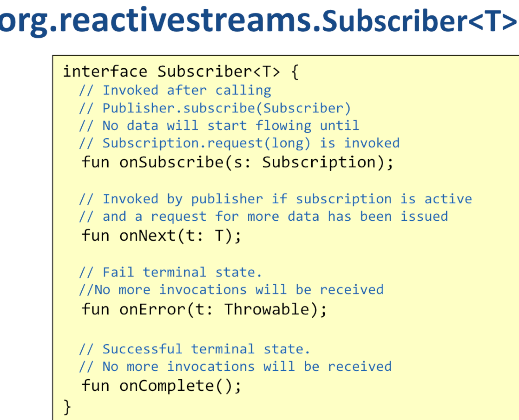 org.reactivestreams.Subscriber<T>
interface Subscriber<T> {
// Invoked after calling
// Publisher.subscribe(Subscriber)
// No data will start flowing until
// Subscription.request(long) is invoked
fun onSubscribe(s: Subscription);
// Invoked by publisher if subscription is active
// and a request for more data has been issued
fun onNext(t: T);
// Fail terminal state.
//No more invocations will be received
fun onError(t: Throwable);
// Successful terminal state.
// No more invocations will be received
fun onComplete();
}